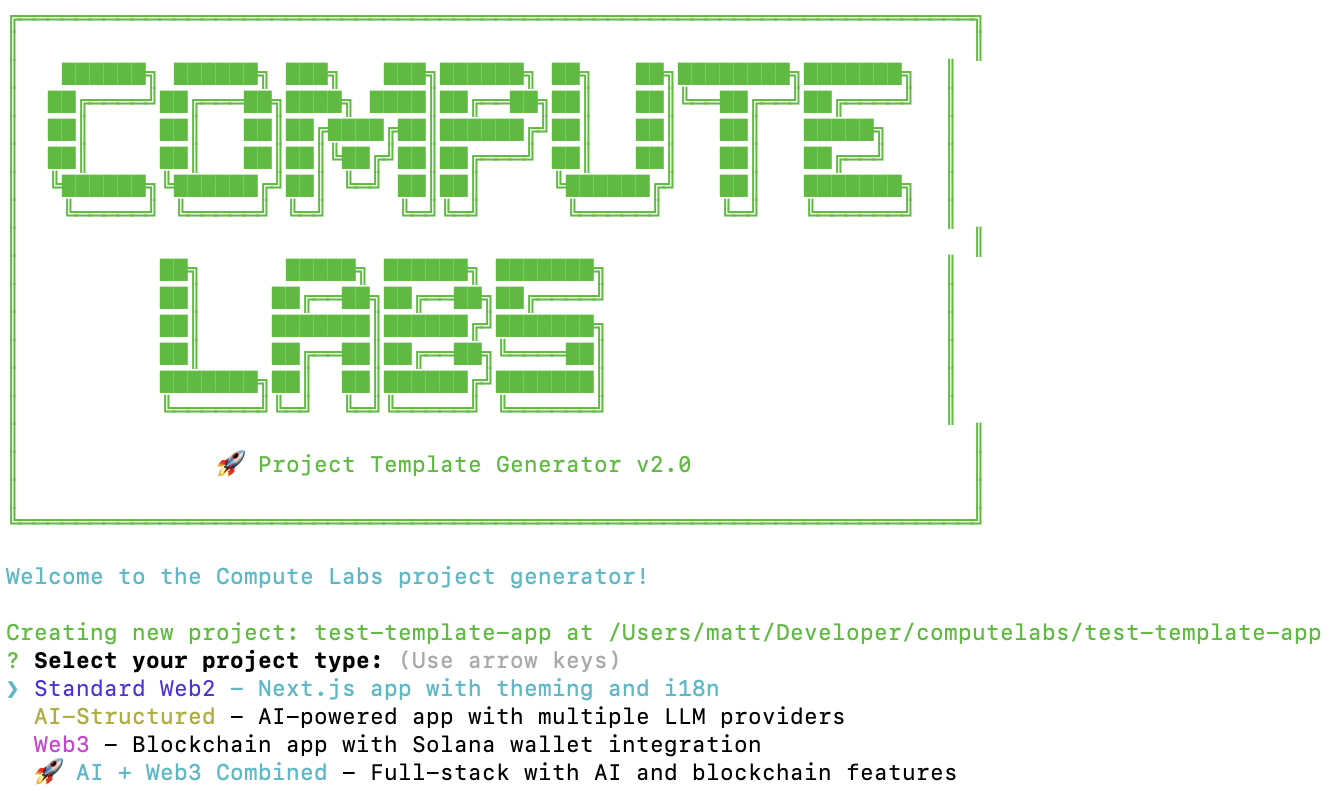 COMPUTE
LABS
🚀 Project Template Generator v2.0
Welcome to the Compute Labs project generator!
Creating new project: test-template-app at /Users/matt/Developer/computelabs/test-template-app
? Select your project type: (Use arrow keys)
❯ Standard Web2 - Next.js app with theming and i18n
AI-Structured - AI-powered app with multiple LLM providers
Web3 - Blockchain app with Solana wallet integration
🚀 AI + Web3 Combined - Full-stack with AI and blockchain features